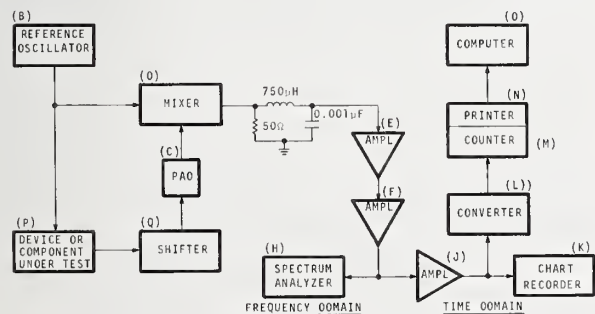 (B)
REFERENCE
OSCILLATOR
(O)
MIXER
750μH
50Ω
0.001μF
(C)
PAO
(P)
DEVICE OR
COMPONENT
UNDER TEST
(Q)
SHIFTER
(E)
AMPL
(F)
AMPL
(H)
SPECTRUM
ANALYZER
FREQUENCY OOMAIN
(J)
AMPL
TIME OOMAIN
(O)
COMPUTER
(N)
PRINTER
COUNTER
(M)
(L))
CONVERTER
(K)
CHART
RECORDER